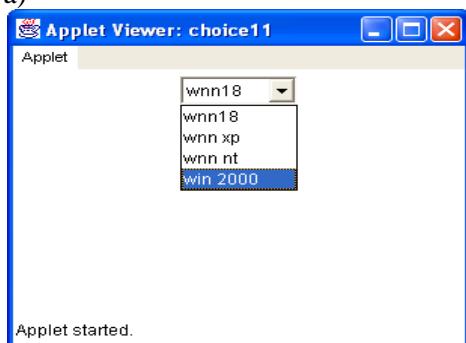 a)
Applet Viewer: choice11
Applet
wnn18
wnn18
wnn xp
wnn nt
win 2000
Applet started.